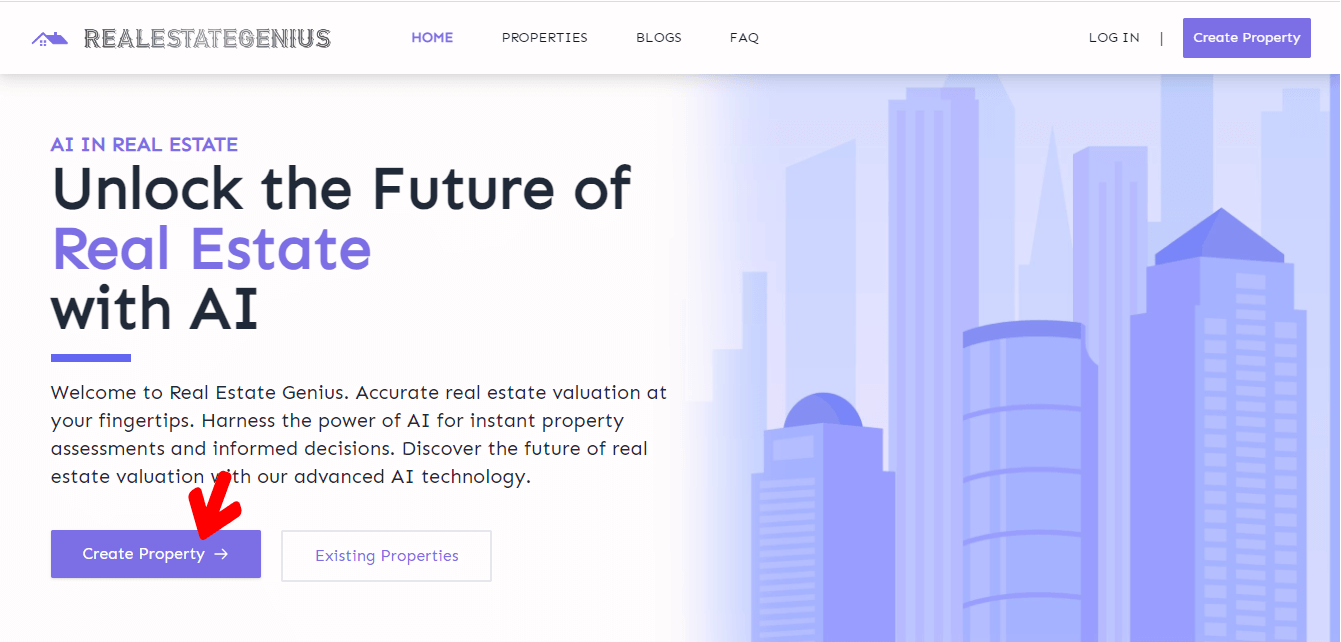 REALESTATEGENIUS
HOME
PROPERTIES
BLOGS
FAQ
LOG IN
|
Create Property
AI IN REAL ESTATE
Unlock the Future of
Real Estate
with AI
Welcome to Real Estate Genius. Accurate real estate valuation at
your fingertips. Harness the power of AI for instant property
assessments and informed decisions. Discover the future of real
estate valuation with our advanced AI technology.
Create Property →
Existing Properties